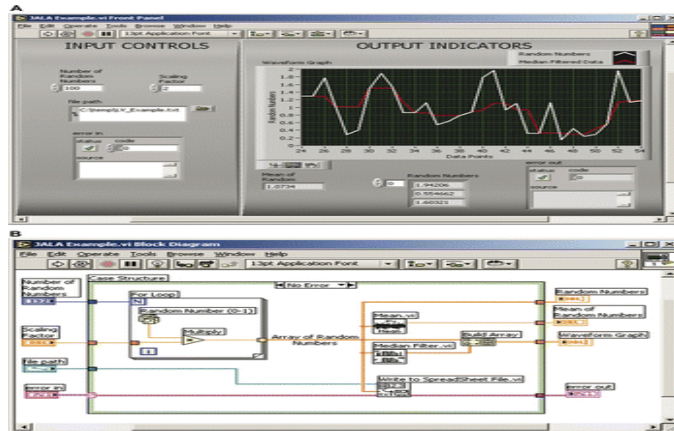 A
JALA Example.vi Front Panel
File Edit Operate Tools Browse Window Help
13pt Application Font
INPUT CONTROLS
OUTPUT INDICATORS
Number of
Random
Numbers
100
Scaling
Factor
2
file path
C:\temp\LV_Example.txt
error in
status code
0
source
Waveform Graph
Random Numbers
Median Filtered Data
Random Numbers
2
1.8
1.6
1.4
1.2
1
0.8
0.6
0.4
0.2
0
24 26 28 30 32 34 36 38 40 42 44 46 48 50 52 54
Data Points
Mean of
Random
1.0734
0
Random Numbers
1.94206
0.554662
1.60321
error out
status code
0
source
B
JALA Example.vi Block Diagram
File Edit Operate Tools Browse Window Help
13pt Application Font
Number of
Random
Numbers
Case Structure
No Error
For Loop
N
Random Number (0-1)
Multiply
i
Array of Random
Numbers
Scaling
Factor
file path
error in
Mean.vi
Mean
Median Filter.vi
Build Array
Write to SpreadSheet File.vi
Random Numbers
Mean of
Random Numbers
Waveform Graph
error out